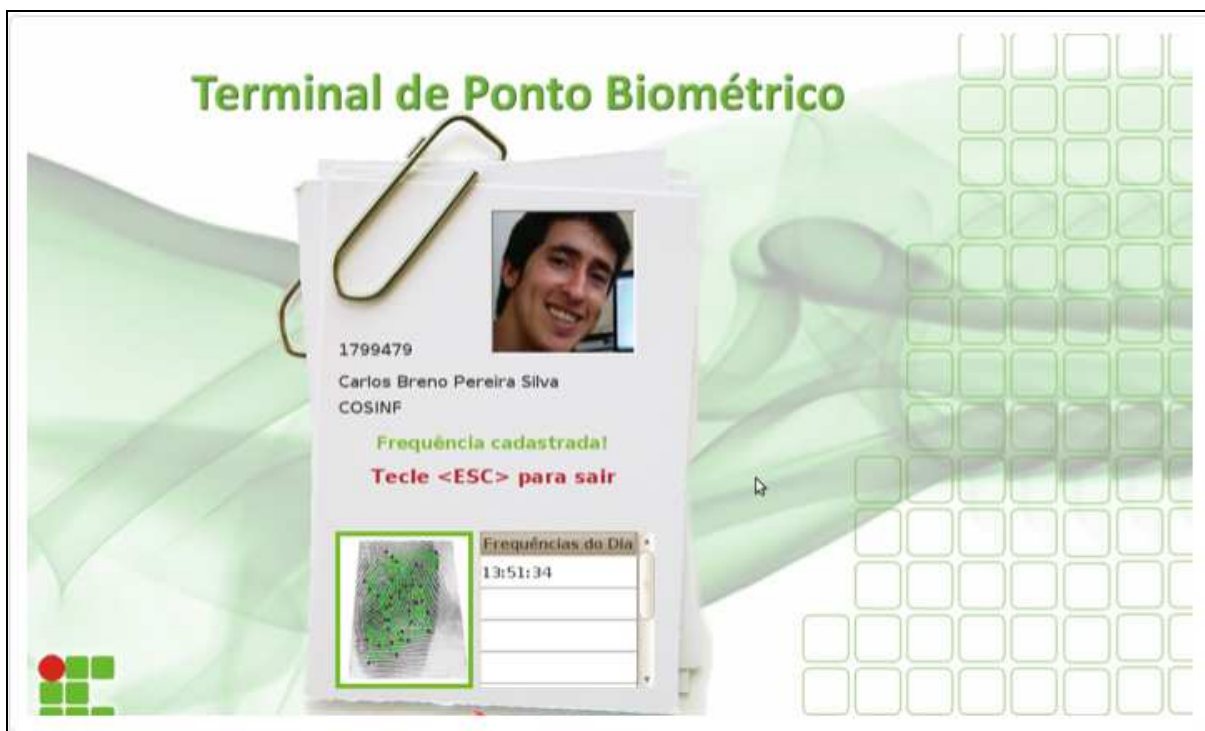 Terminal de Ponto Biométrico
1799479
Carlos Breno Pereira Silva
COSINF
Frequência cadastrada!
Tecle <ESC> para sair
Frequências do Dia
13:51:34